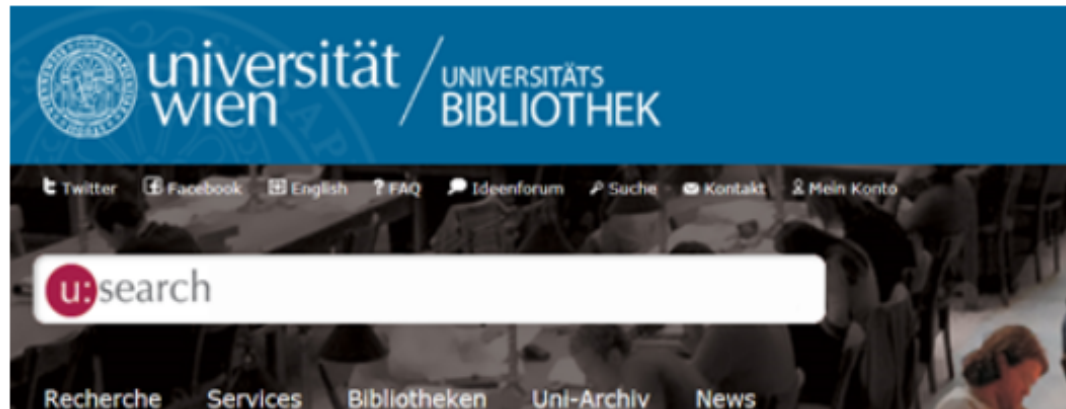 universität wien / UNIVERSITÄTS BIBLIOTHEK
Twitter Facebook English ? FAQ Ideenforum Suche Kontakt Mein Konto
u:search
Recherche Services Bibliotheken Uni-Archiv News